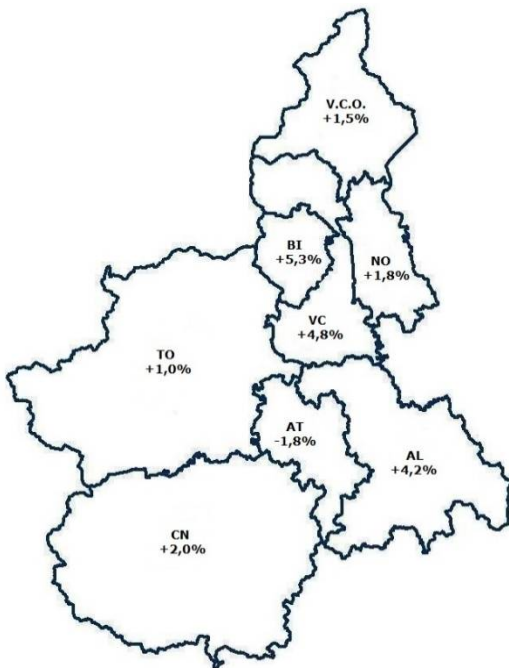 V.C.O.
+1,5%
BI
+5,3%
NO
+1,8%
VC
+4,8%
TO
+1,0%
AT
-1,8%
AL
+4,2%
CN
+2,0%